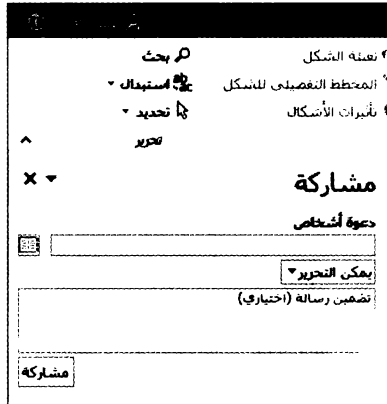 تعبئة الشكل
بحث
المخطط التفصيلي للشكل
استبدال
تأثيرات الأشكال
تحديد
تحرير
مشاركة
دعوة أشخاص
يمكن التحرير
تضمين رسالة (اختياري)
مشاركة